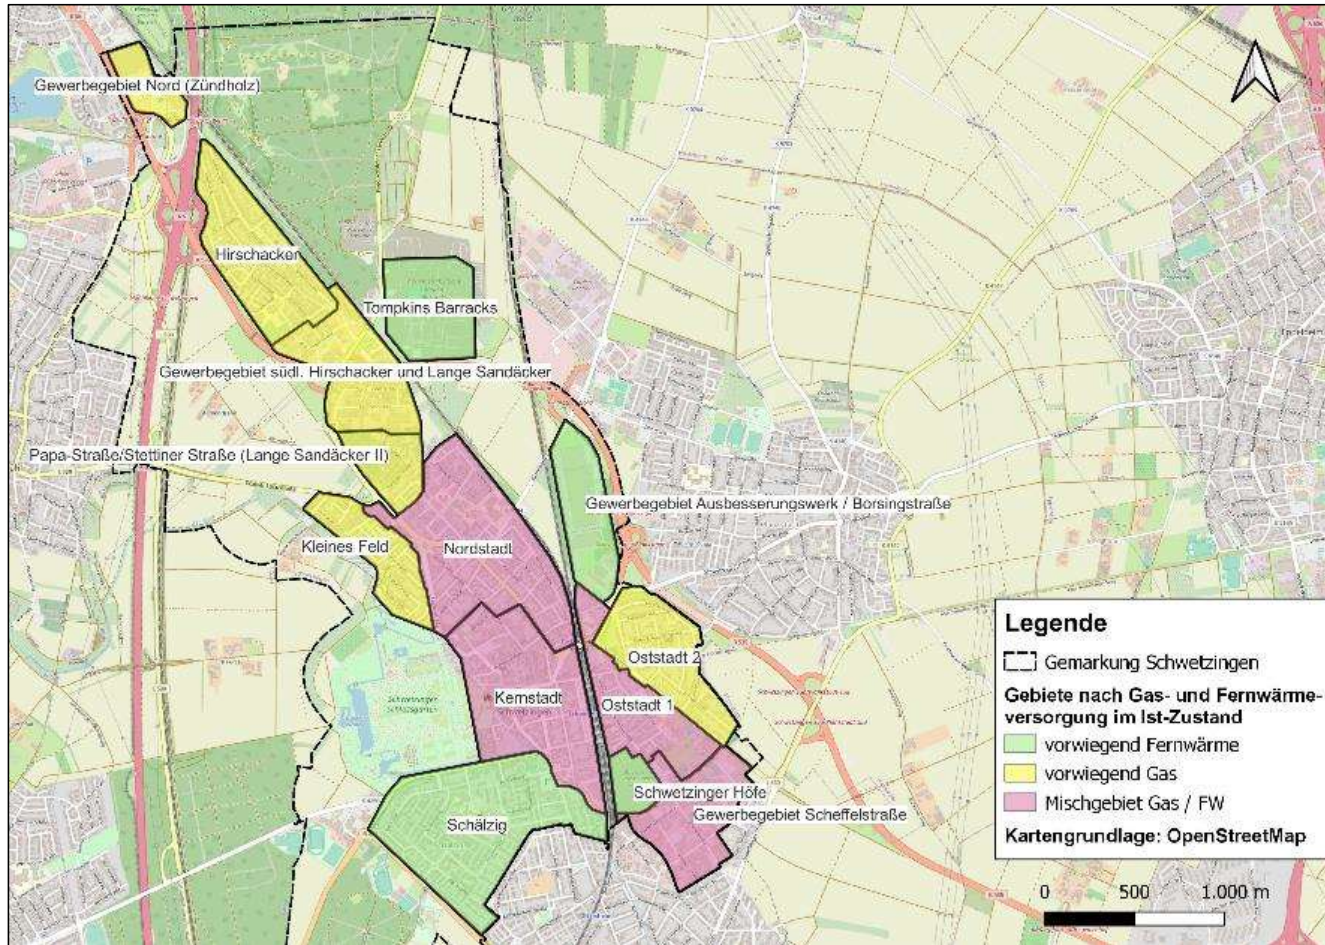 Gewerbegebiet Nord (Zündholz)
Hirschacker
Tompkins Barracks
Gewerbegebiet südl. Hirschacker und Lange Sandäcker
Papa-Straße/Stettiner Straße (Lange Sandäcker II)
Gewerbegebiet Ausbesserungswerk / Borsingstraße
Kleines Feld
Nordstadt
Oststadt 2
Kernstadt
Oststadt 1
Schwetzinger Höfe
Gewerbegebiet Scheffelstraße
Schälzig
Legende
Gemarkung Schwetzingen
Gebiete nach Gas- und Fernwärme-
versorgung im Ist-Zustand
vorwiegend Fernwärme
vorwiegend Gas
Mischgebiet Gas / FW
Kartengrundlage: OpenStreetMap
0 500 1.000 m